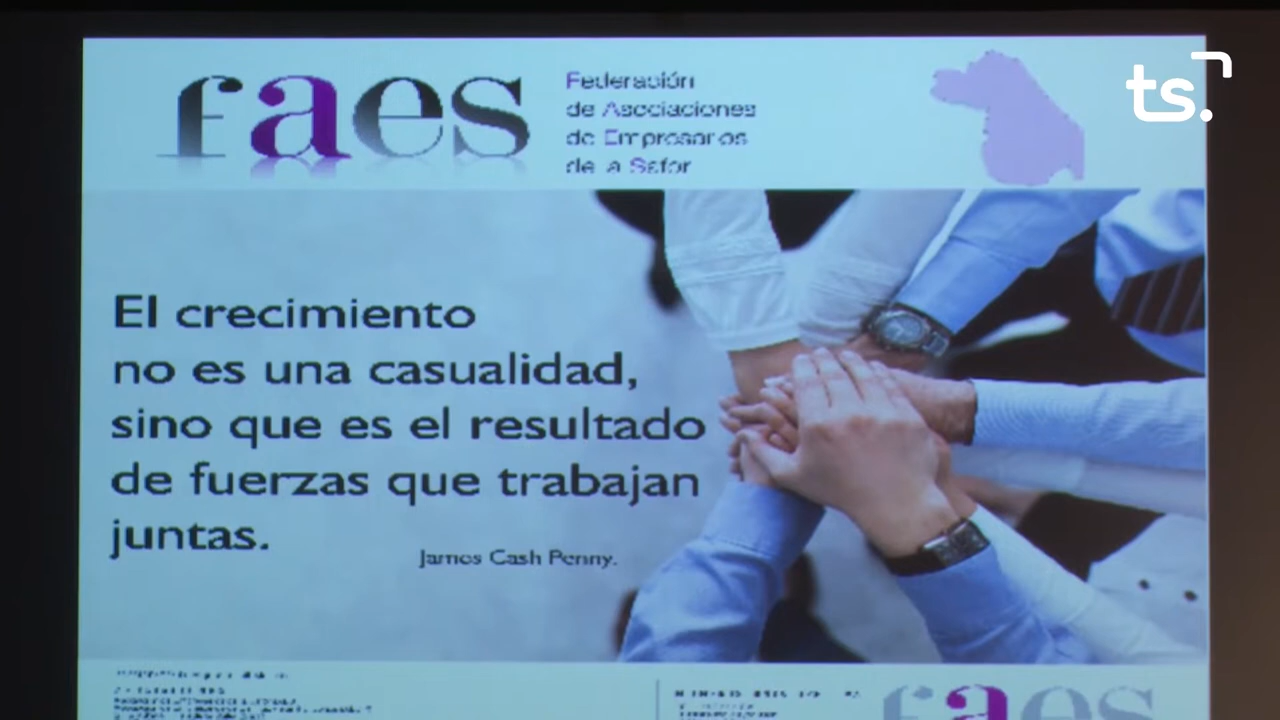 faes
Federación
de Asociaciones
de Empresarios
de la Safor
ts.
El crecimiento
no es una casualidad,
sino que es el resultado
de fuerzas que trabajan
juntas.
James Cash Penny.
faes